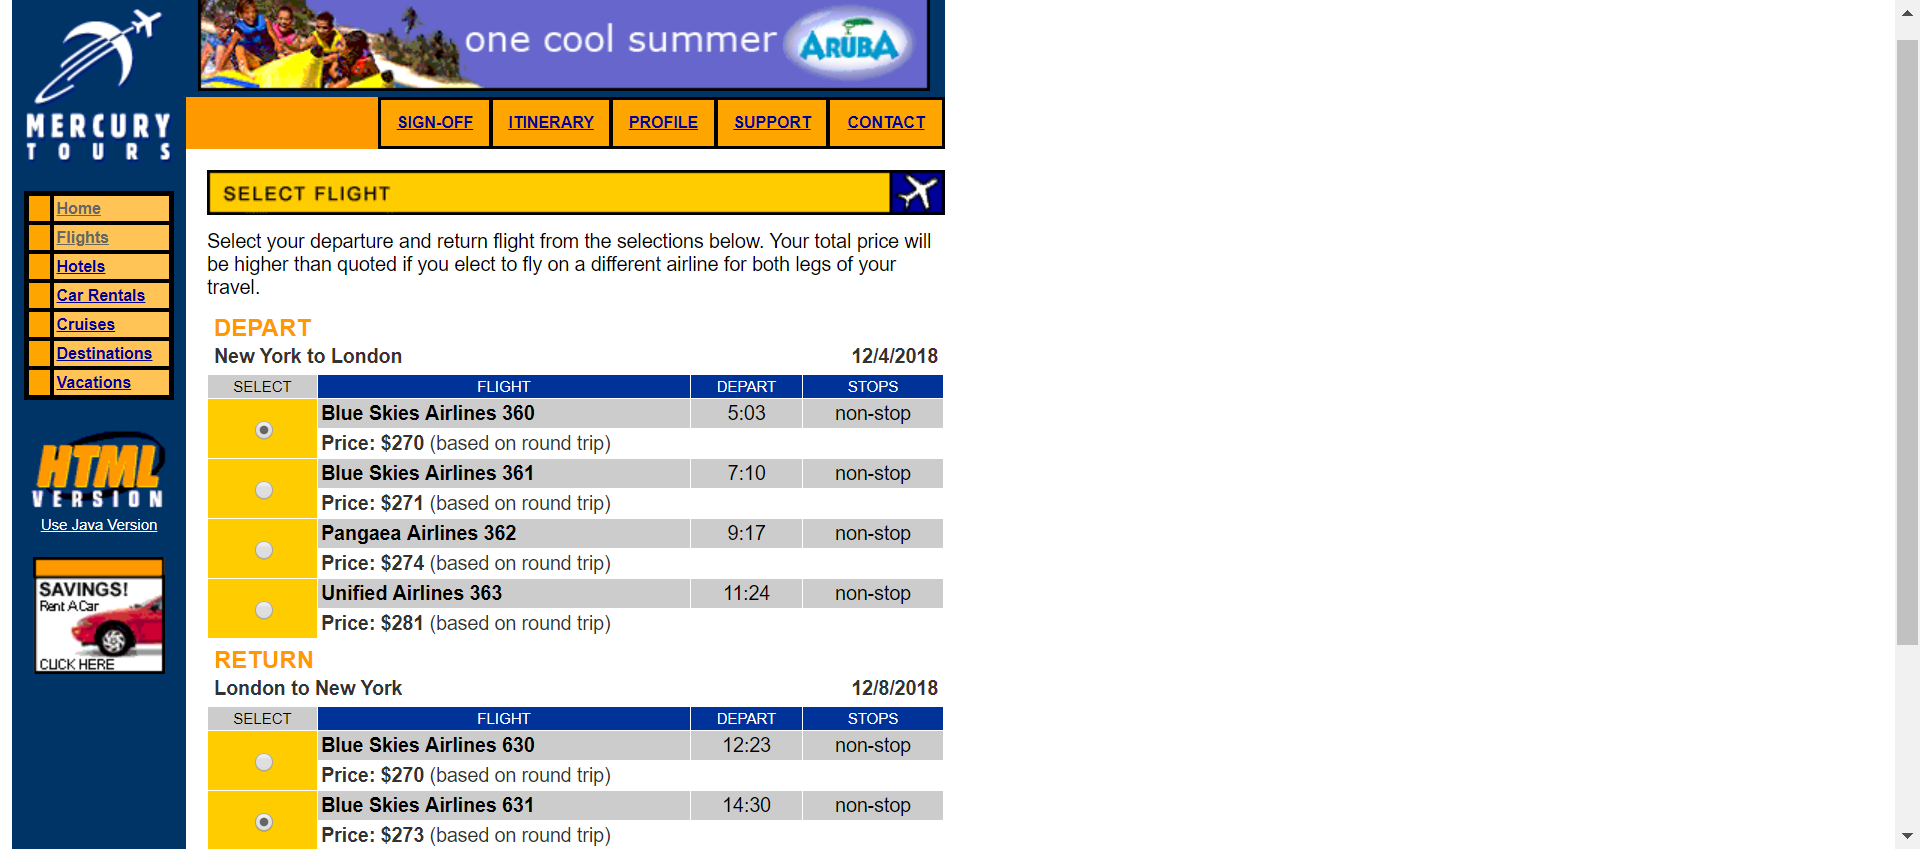 one cool summer ARUBA
MERCURY
TOURS
SIGN-OFF ITINERARY PROFILE SUPPORT CONTACT
Home
Flights
Hotels
Car Rentals
Cruises
Destinations
Vacations
HTML
VERSION
Use Java Version
SAVINGS!
Rent A Car
CLICK HERE
SELECT FLIGHT
Select your departure and return flight from the selections below. Your total price will
be higher than quoted if you elect to fly on a different airline for both legs of your
travel.
DEPART
New York to London 12/4/2018
SELECT FLIGHT DEPART STOPS
Blue Skies Airlines 360 5:03 non-stop
Price: $270 (based on round trip)
Blue Skies Airlines 361 7:10 non-stop
Price: $271 (based on round trip)
Pangaea Airlines 362 9:17 non-stop
Price: $274 (based on round trip)
Unified Airlines 363 11:24 non-stop
Price: $281 (based on round trip)
RETURN
London to New York 12/8/2018
SELECT FLIGHT DEPART STOPS
Blue Skies Airlines 630 12:23 non-stop
Price: $270 (based on round trip)
Blue Skies Airlines 631 14:30 non-stop
Price: $273 (based on round trip)